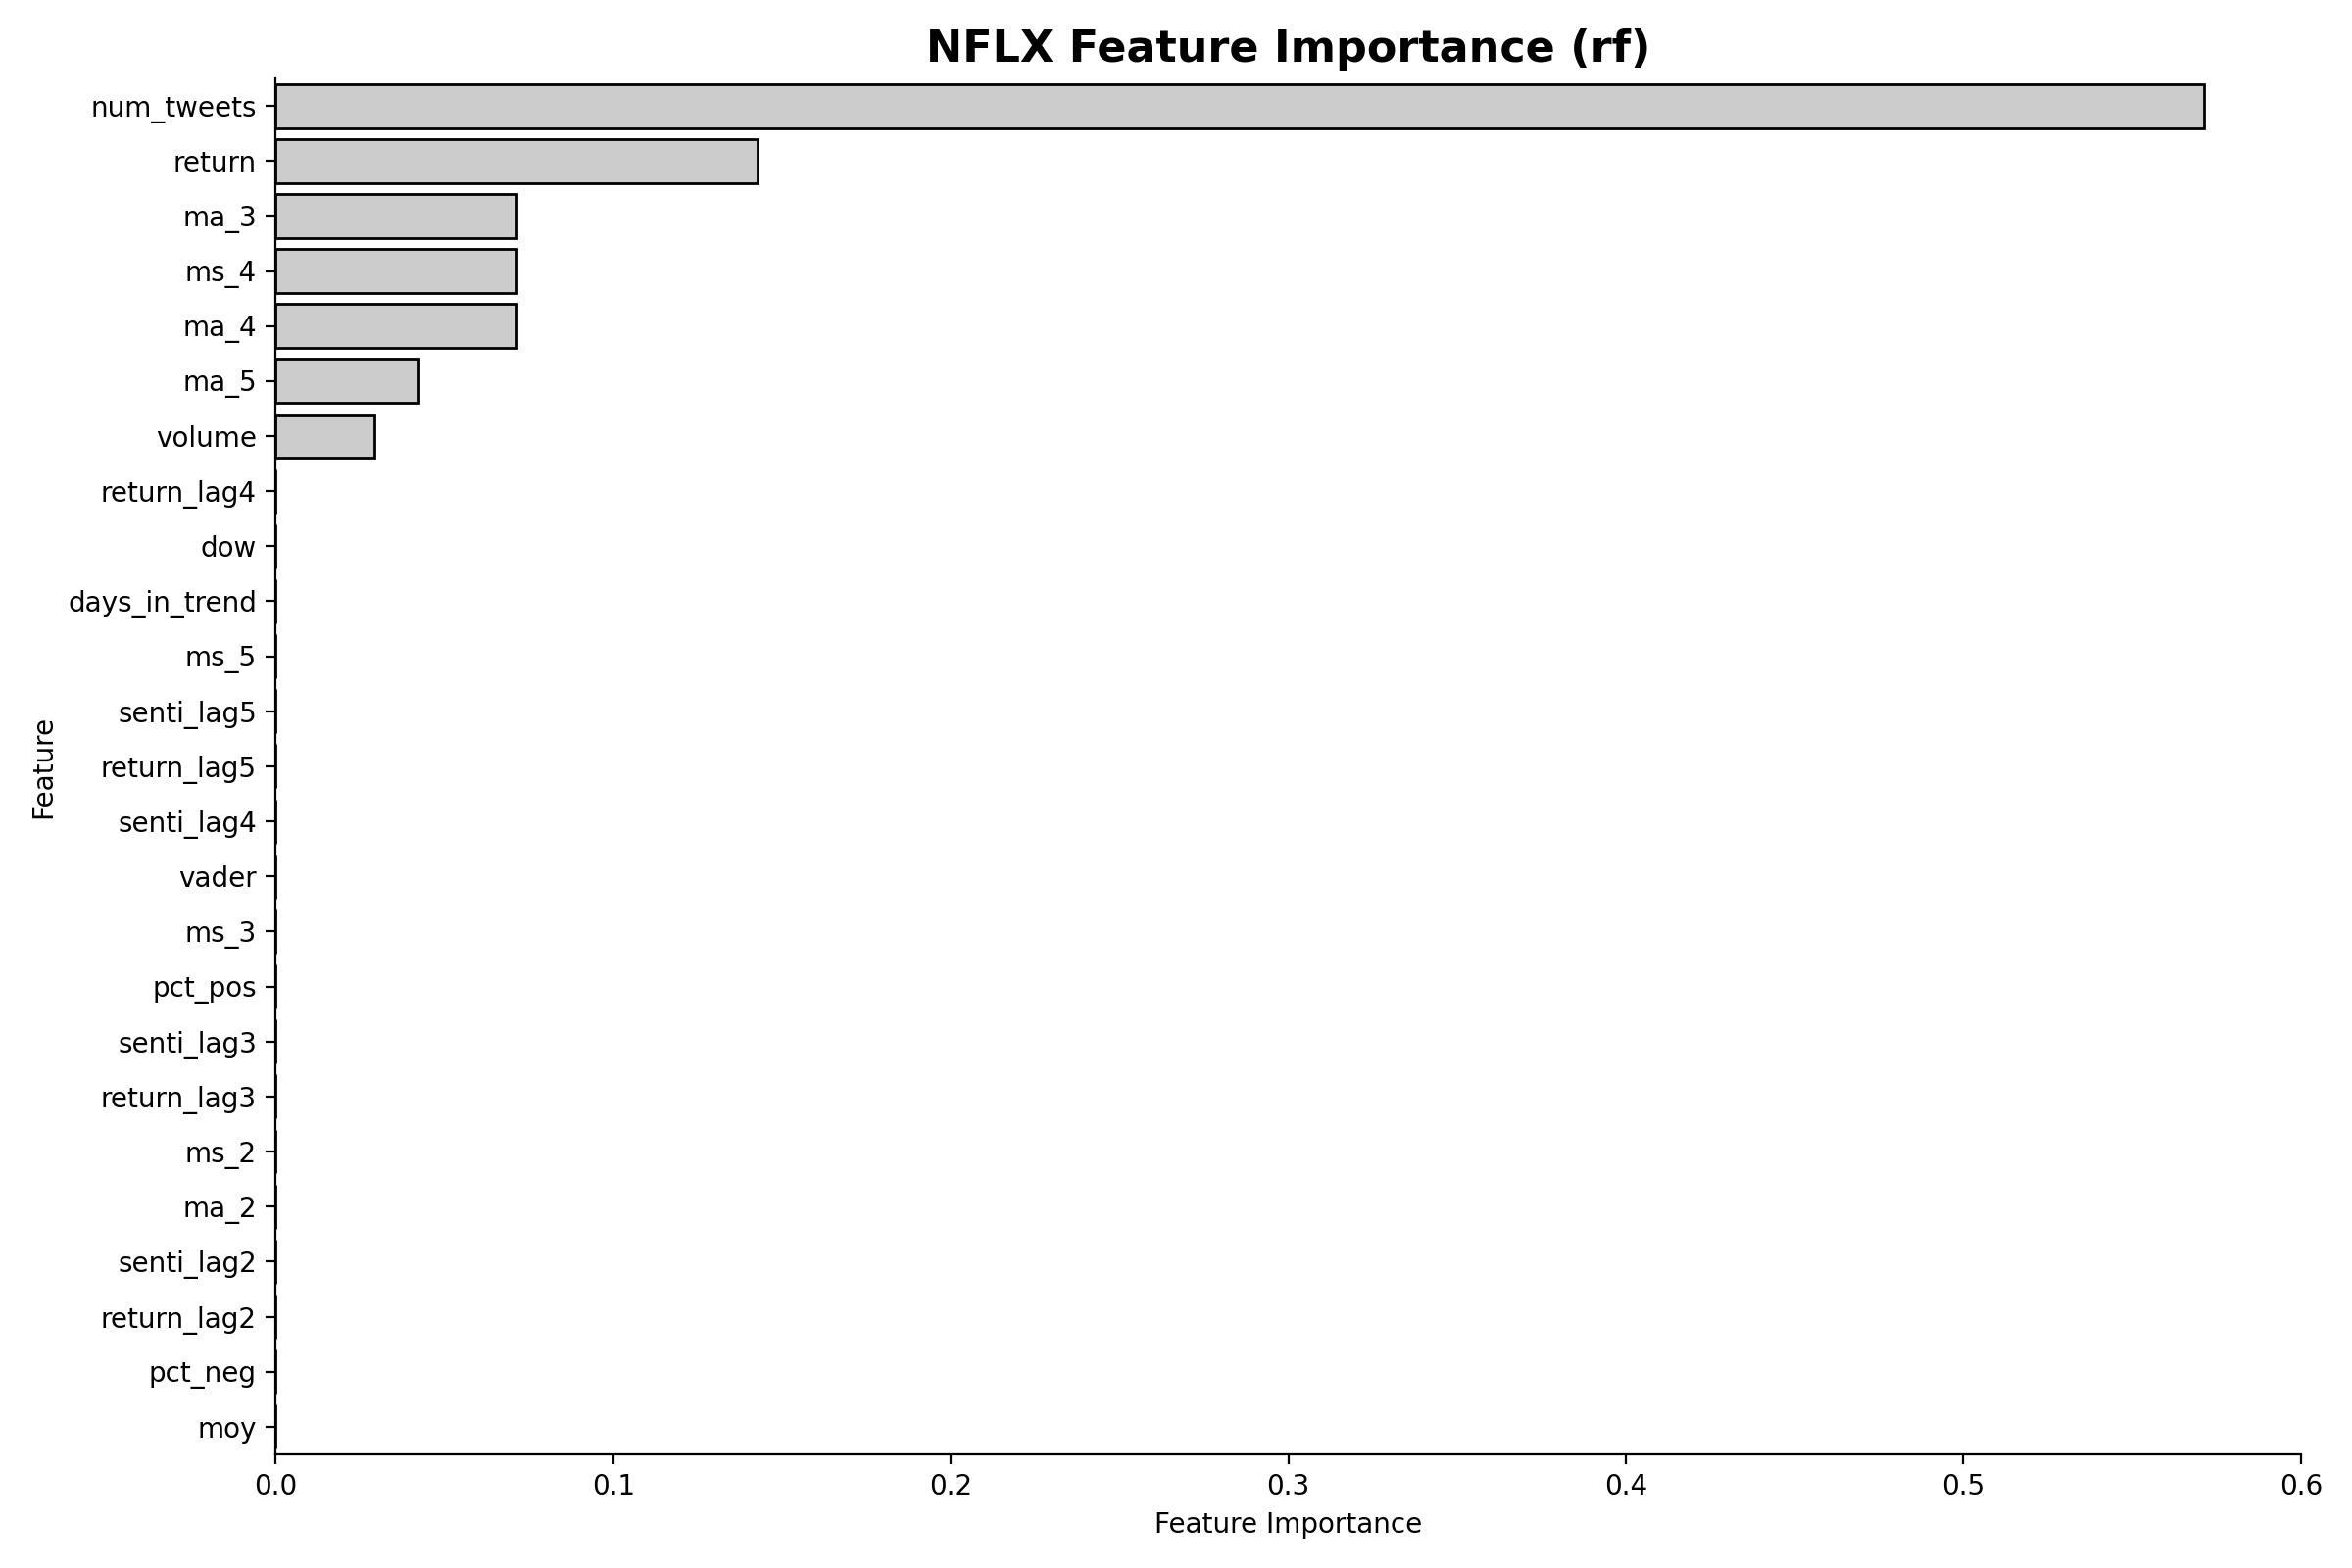 NFLX Feature Importance (rf)
num_tweets
return
ma_3
ms_4
ma_4
ma_5
volume
return_lag4
dow
days_in_trend
ms_5
senti_lag5
return_lag5
senti_lag4
vader
ms_3
pct_pos
senti_lag3
return_lag3
ms_2
ma_2
senti_lag2
return_lag2
pct_neg
moy
Feature
0.0 0.1 0.2 0.3 0.4 0.5 0.6
Feature Importance